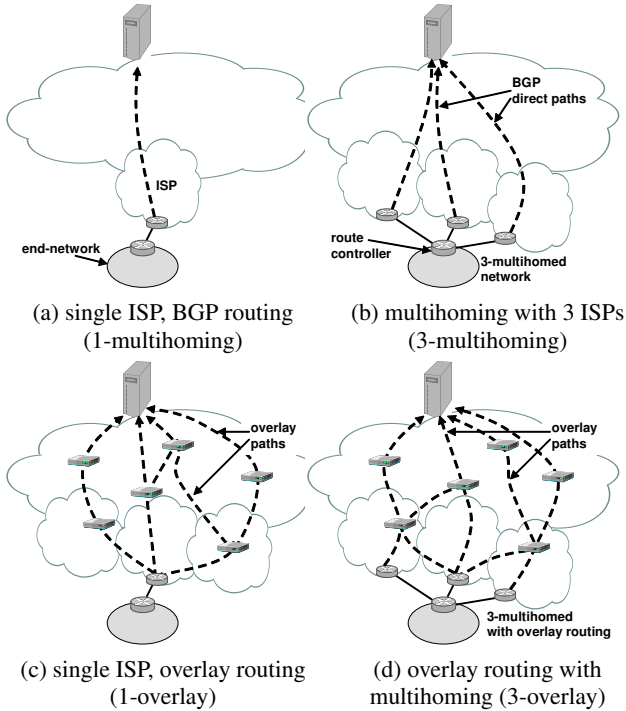 ISP
end-network
(a) single ISP, BGP routing
(1-multihoming)
BGP
direct paths
route
controller
3-multihomed
network
(b) multihoming with 3 ISPs
(3-multihoming)
overlay
paths
(c) single ISP, overlay routing
(1-overlay)
overlay
paths
3-multihomed
with overlay routing
(d) overlay routing with
multihoming (3-overlay)